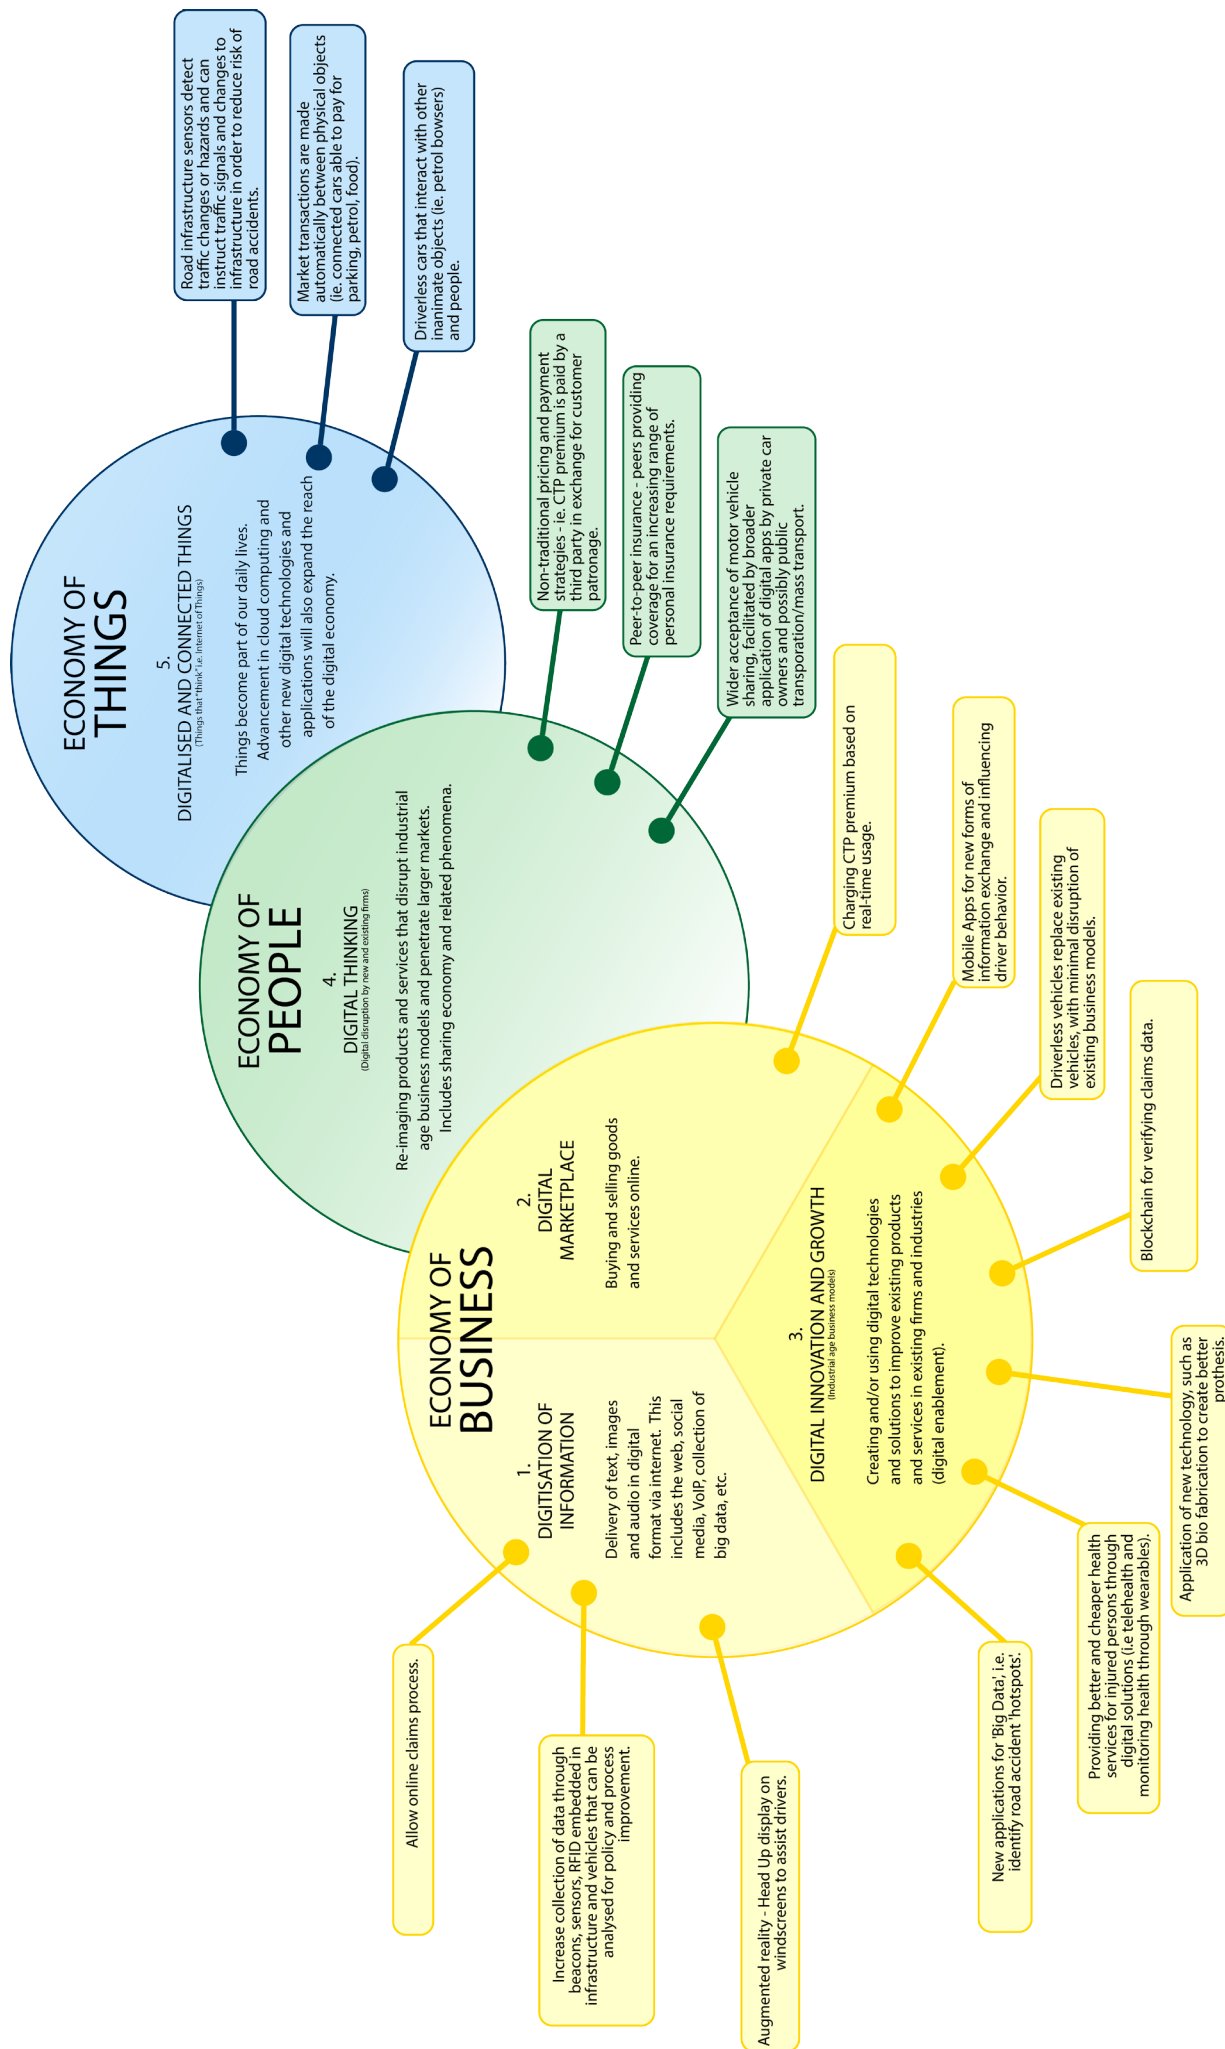 ECONOMY OF
BUSINESS
1.
DIGITISATION OF
INFORMATION
Delivery of text, images
and audio in digital
format via internet. This
includes the web, social
media, VoIP, collection of
big data, etc.
2.
DIGITAL
MARKETPLACE
Buying and selling goods
and services online.
3.
DIGITAL INNOVATION AND GROWTH
(Industrial age business models)
Creating and/or using digital technologies
and solutions to improve existing products
and services in existing firms and industries
(digital enablement).
Allow online claims process.
Increase collection of data through
beacons, sensors, RFID embedded in
infrastructure and vehicles that can be
analysed for policy and process
improvement.
Augmented reality - Head Up display on
windscreens to assist drivers.
New applications for 'Big Data', i.e.
identify road accident 'hotspots'.
Providing better and cheaper health
services for injured persons through
digital solutions (i.e telehealth and
monitoring health through wearables).
Application of new technology, such as
3D bio fabrication to create better
prothesis.
Blockchain for verifying claims data.
Driverless vehicles replace existing
vehicles, with minimal disruption of
existing business models.
Mobile Apps for new forms of
information exchange and influencing
driver behavior.
Charging CTP premium based on
real-time usage.
ECONOMY OF
PEOPLE
4.
DIGITAL THINKING
(Digital disruption by new and existing firms)
Re-imaging products and services that disrupt industrial
age business models and penetrate larger markets.
Includes sharing economy and related phenomena.
Non-traditional pricing and payment
strategies - ie. CTP premium is paid by a
third party in exchange for customer
patronage.
Peer-to-peer insurance - peers providing
coverage for an increasing range of
personal insurance requirements.
Wider acceptance of motor vehicle
sharing, facilitated by broader
application of digital apps by private car
owners and possibly public
transporation/mass transport.
ECONOMY OF
THINGS
5.
DIGITALISED AND CONNECTED THINGS
(Things that "think" i.e. Internet of Things)
Things become part of our daily lives.
Advancement in cloud computing and
other new digital technologies and
applications will also expand the reach
of the digital economy.
Road infrastructure sensors detect
traffic changes or hazards and can
instruct traffic signals and changes to
infrastructure in order to reduce risk of
road accidents.
Market transactions are made
automatically between physical objects
(ie. connected cars able to pay for
parking, petrol, food).
Driverless cars that interact with other
inanimate objects (ie. petrol bowsers)
and people.